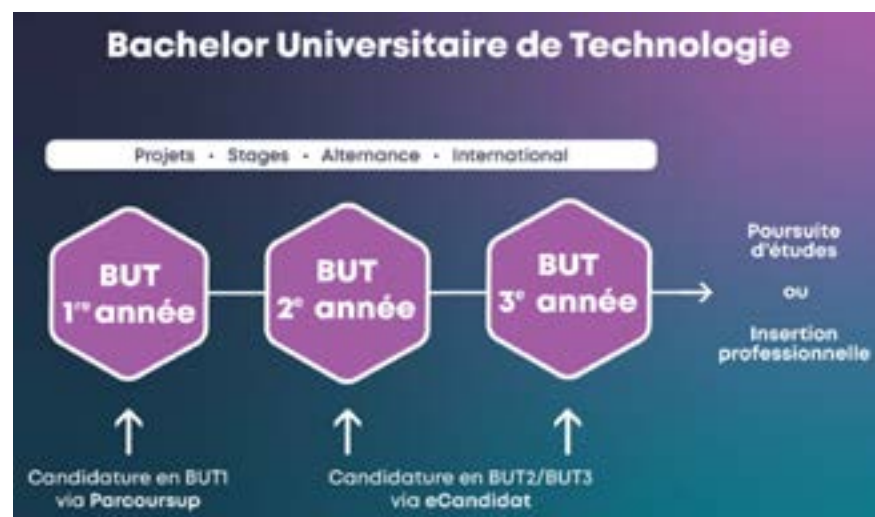 Bachelor Universitaire de Technologie
Projets · Stages · Alternance · International
BUT
1re année
BUT
2e année
BUT
3e année
Poursuite
d'études
ou
Insertion
professionnelle
Candidature en BUT1
via Parcoursup
Candidature en BUT2/BUT3
via eCandidat